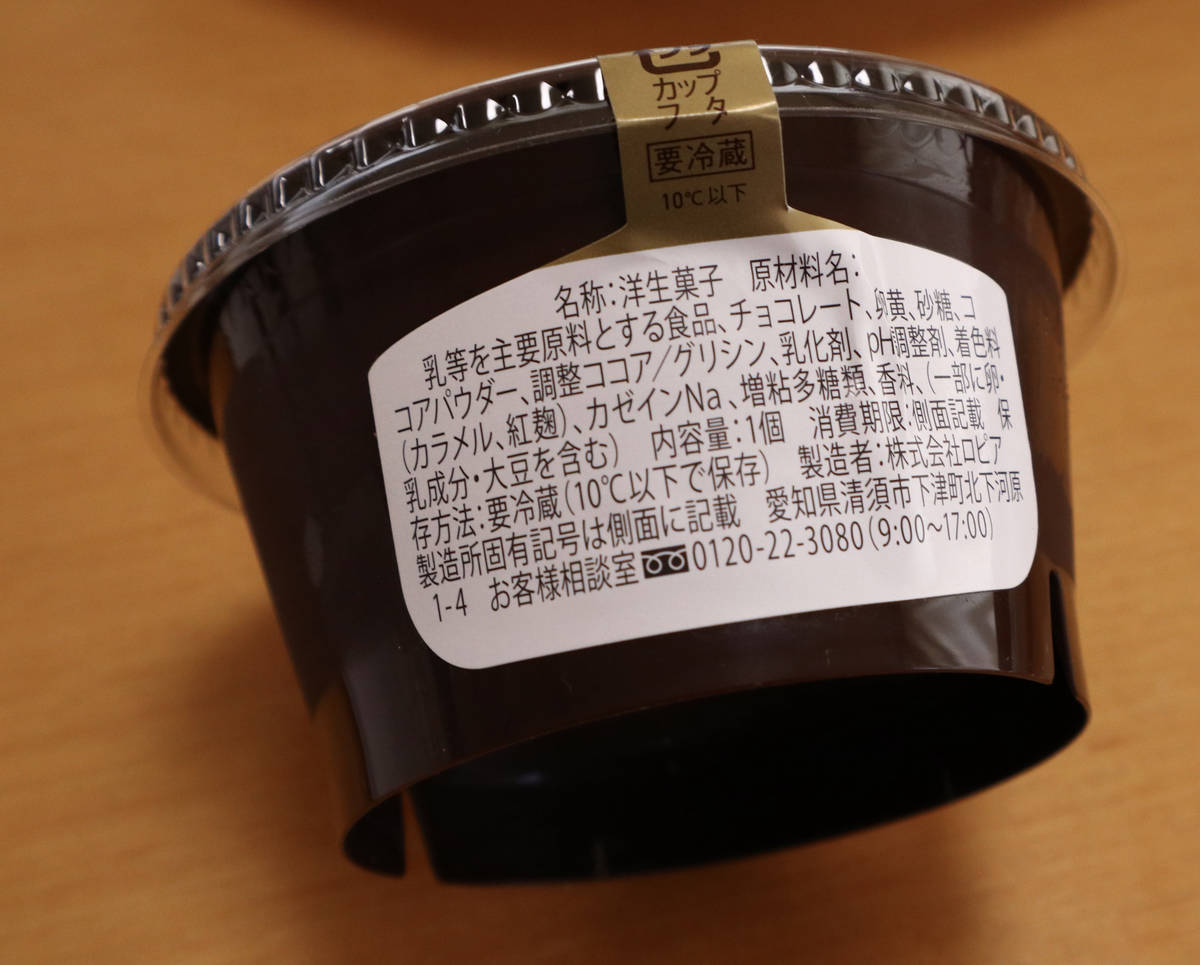 カップ
フタ
要冷蔵
10℃以下
名称:洋生菓子 原材料名:
乳等を主要原料とする食品、チョコレート、卵黄、砂糖、コ
コアパウダー、調整ココア/グリシン、乳化剤、pH調整剤、着色料
(カラメル、紅麹)、カゼインNa、増粘多糖類、香料、(一部に卵・
乳成分・大豆を含む) 内容量:1個 消費期限:側面記載 保
存方法:要冷蔵(10℃以下で保存) 製造者:株式会社ロピア
製造所固有記号は側面に記載 愛知県清須市下津町北下河原
1-4 お客様相談室 0120-22-3080(9:00~17:00)